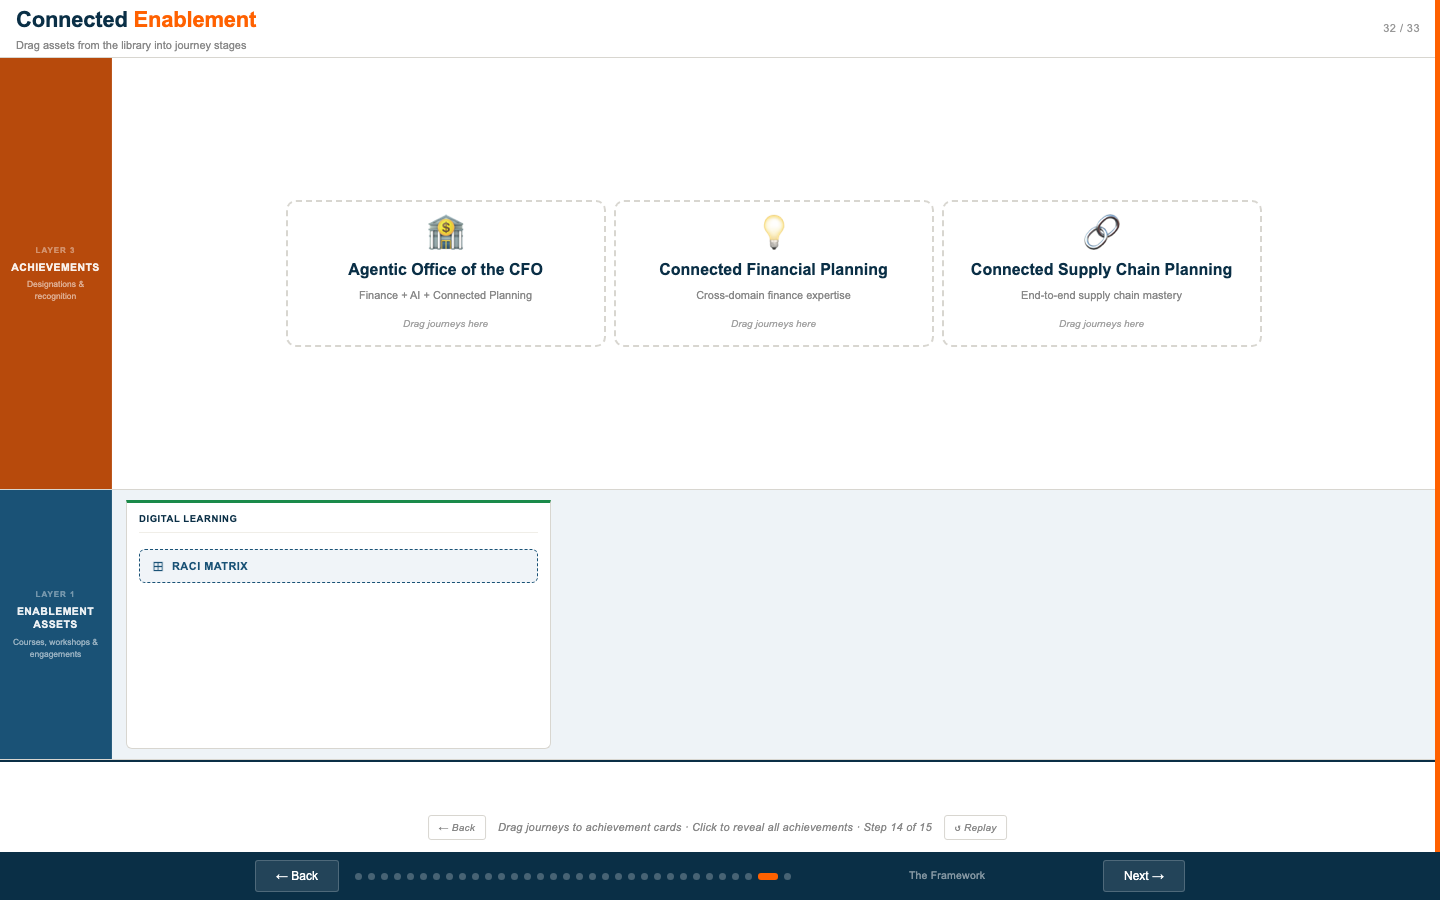 Connected Enablement
Drag assets from the library into journey stages
32 / 33
LAYER 3
ACHIEVEMENTS
Designations &
recognition
Agentic Office of the CFO
Finance + AI + Connected Planning
Drag journeys here
Connected Financial Planning
Cross-domain finance expertise
Drag journeys here
Connected Supply Chain Planning
End-to-end supply chain mastery
Drag journeys here
LAYER 1
ENABLEMENT
ASSETS
Courses, workshops &
engagements
DIGITAL LEARNING
⊞ RACI MATRIX
← Back
Drag journeys to achievement cards · Click to reveal all achievements · Step 14 of 15
↺ Replay
← Back
The Framework
Next →